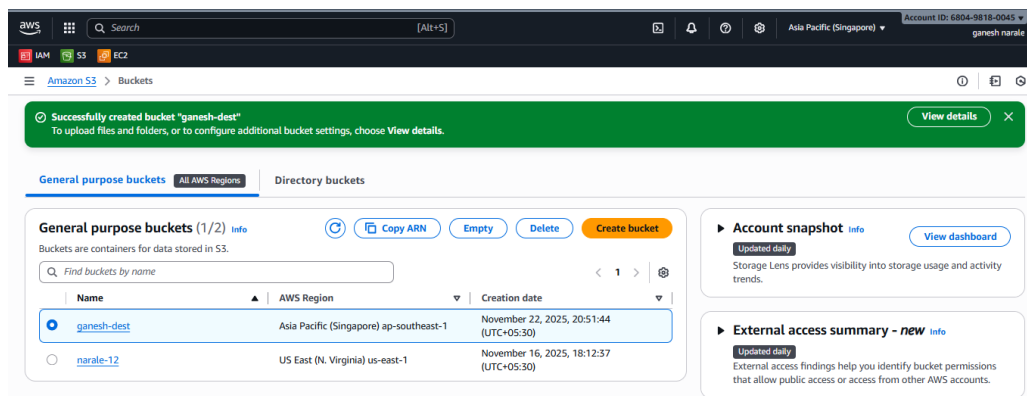 aws
Search
[Alt+S]
Asia Pacific (Singapore)
Account ID: 6804-9818-0045
ganesh narale
IAM
S3
EC2
Amazon S3 > Buckets
Successfully created bucket "ganesh-dest"
To upload files and folders, or to configure additional bucket settings, choose View details.
View details
General purpose buckets All AWS Regions
Directory buckets
General purpose buckets (1/2) Info
Copy ARN
Empty
Delete
Create bucket
Buckets are containers for data stored in S3.
Find buckets by name
1
Name
AWS Region
Creation date
ganesh-dest
Asia Pacific (Singapore) ap-southeast-1
November 22, 2025, 20:51:44
(UTC+05:30)
narale-12
US East (N. Virginia) us-east-1
November 16, 2025, 18:12:37
(UTC+05:30)
Account snapshot Info
View dashboard
Updated daily
Storage Lens provides visibility into storage usage and activity
trends.
External access summary - new Info
Updated daily
External access findings help you identify bucket permissions
that allow public access or access from other AWS accounts.